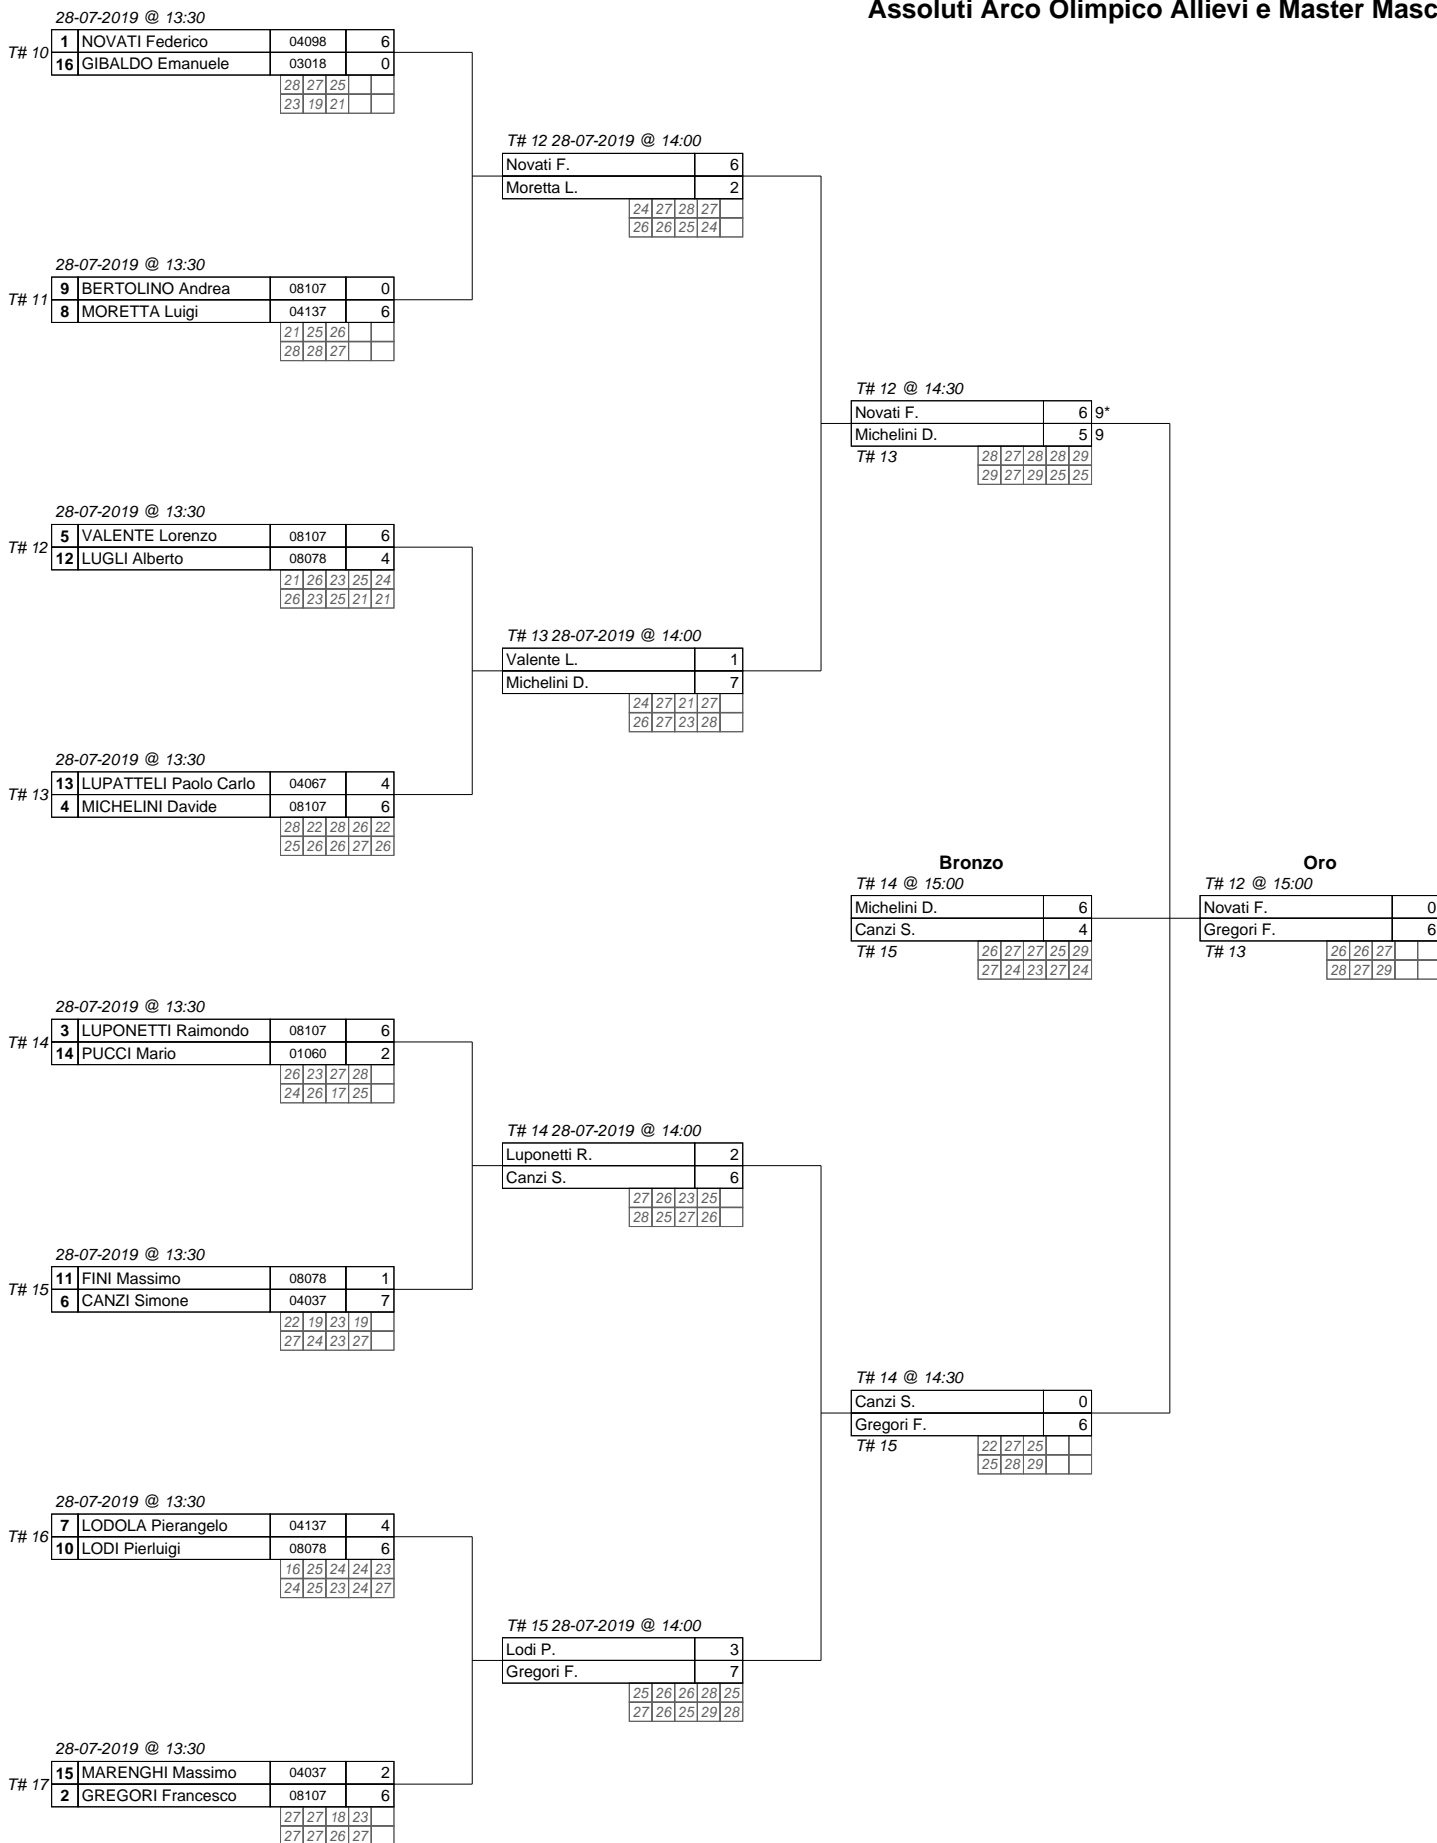 Assoluti Arco Olimpico Allievi e Master Masc
28-07-2019 @ 13:30
T# 10
1 NOVATI Federico 04098 6
16 GIBALDO Emanuele 03018 0
28 27 25
23 19 21
T# 12 28-07-2019 @ 14:00
Novati F. 6
Moretta L. 2
24 27 28 27
26 26 25 24
28-07-2019 @ 13:30
T# 11
9 BERTOLINO Andrea 08107 0
8 MORETTA Luigi 04137 6
21 25 26
28 28 27
T# 12 @ 14:30
Novati F. 6 9*
Michelini D. 5 9
T# 13 28 27 28 28 29
29 27 29 25 25
28-07-2019 @ 13:30
T# 12
5 VALENTE Lorenzo 08107 6
12 LUGLI Alberto 08078 4
21 26 23 25 24
26 23 25 21 21
T# 13 28-07-2019 @ 14:00
Valente L. 1
Michelini D. 7
24 27 21 27
26 27 23 28
28-07-2019 @ 13:30
T# 13
13 LUPATTELI Paolo Carlo 04067 4
4 MICHELINI Davide 08107 6
28 22 28 26 22
25 26 26 27 26
Bronzo
T# 14 @ 15:00
Michelini D. 6
Canzi S. 4
T# 15 26 27 27 25 29
27 24 23 27 24
Oro
T# 12 @ 15:00
Novati F. 0
Gregori F. 6
T# 13 26 26 27
28 27 29
28-07-2019 @ 13:30
T# 14
3 LUPONETTI Raimondo 08107 6
14 PUCCI Mario 01060 2
26 23 27 28
24 26 17 25
T# 14 28-07-2019 @ 14:00
Luponetti R. 2
Canzi S. 6
27 26 23 25
28 25 27 26
28-07-2019 @ 13:30
T# 15
11 FINI Massimo 08078 1
6 CANZI Simone 04037 7
22 19 23 19
27 24 23 27
T# 14 @ 14:30
Canzi S. 0
Gregori F. 6
T# 15 22 27 25
25 28 29
28-07-2019 @ 13:30
T# 16
7 LODOLA Pierangelo 04137 4
10 LODI Pierluigi 08078 6
16 25 24 24 23
24 25 23 24 27
T# 15 28-07-2019 @ 14:00
Lodi P. 3
Gregori F. 7
25 26 26 28 25
27 26 25 29 28
28-07-2019 @ 13:30
T# 17
15 MARENGHI Massimo 04037 2
2 GREGORI Francesco 08107 6
27 27 18 23
27 27 26 27